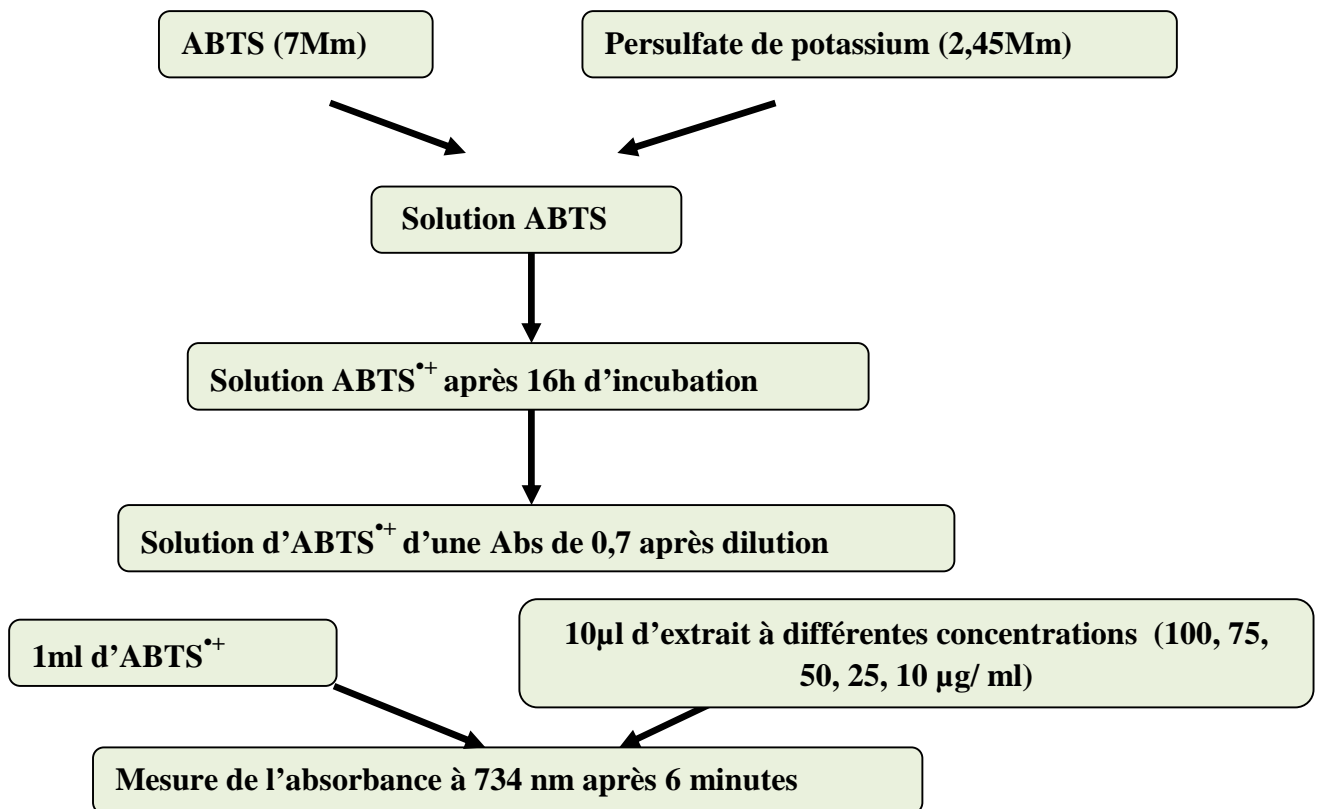 ABTS (7Mm)
Persulfate de potassium (2,45Mm)
Solution ABTS
Solution ABTS•+ après 16h d’incubation
Solution d’ABTS•+ d’une Abs de 0,7 après dilution
1ml d’ABTS•+
10µl d’extrait à différentes concentrations (100, 75,
50, 25, 10 µg/ ml)
Mesure de l’absorbance à 734 nm après 6 minutes